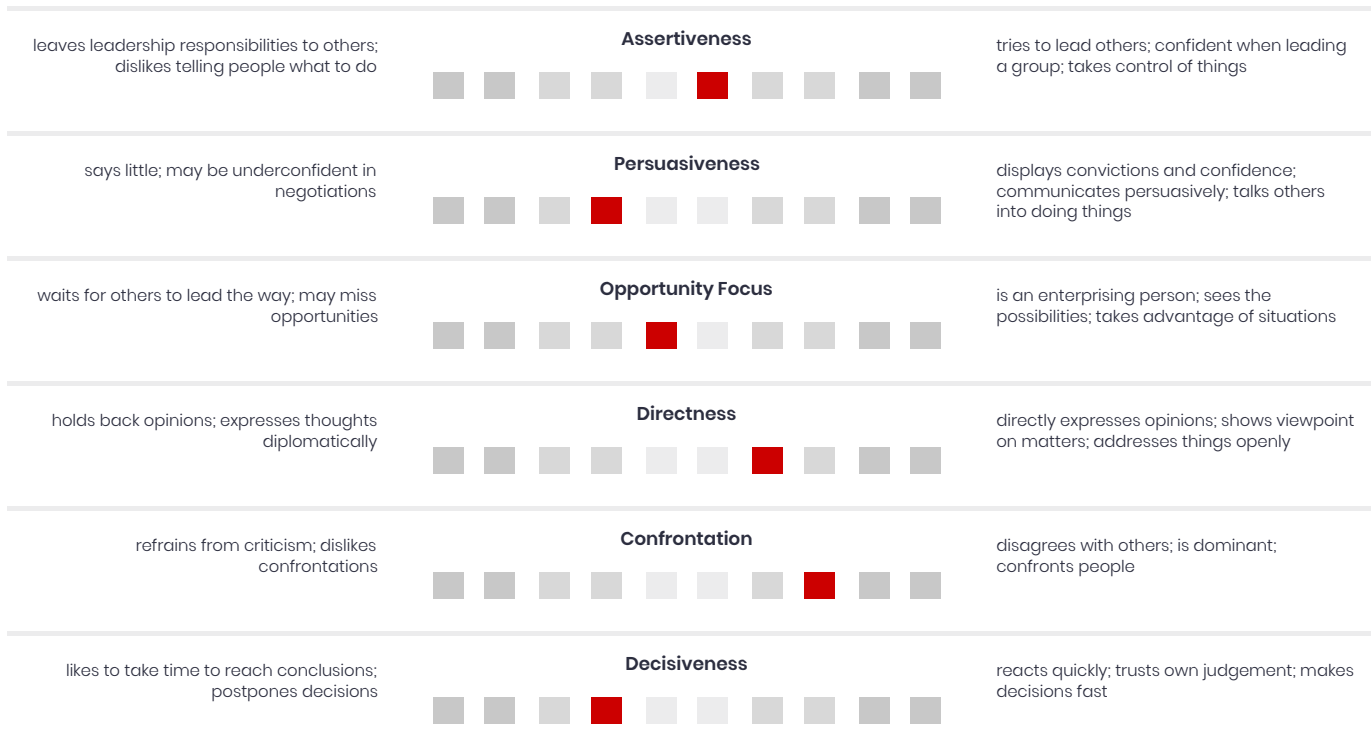 Assertiveness
leaves leadership responsibilities to others;
dislikes telling people what to do
tries to lead others; confident when leading
a group; takes control of things
Persuasiveness
says little; may be underconfident in
negotiations
displays convictions and confidence;
communicates persuasively; talks others
into doing things
Opportunity Focus
waits for others to lead the way; may miss
opportunities
is an enterprising person; sees the
possibilities; takes advantage of situations
Directness
holds back opinions; expresses thoughts
diplomatically
directly expresses opinions; shows viewpoint
on matters; addresses things openly
Confrontation
refrains from criticism; dislikes
confrontations
disagrees with others; is dominant;
confronts people
Decisiveness
likes to take time to reach conclusions;
postpones decisions
reacts quickly; trusts own judgement; makes
decisions fast